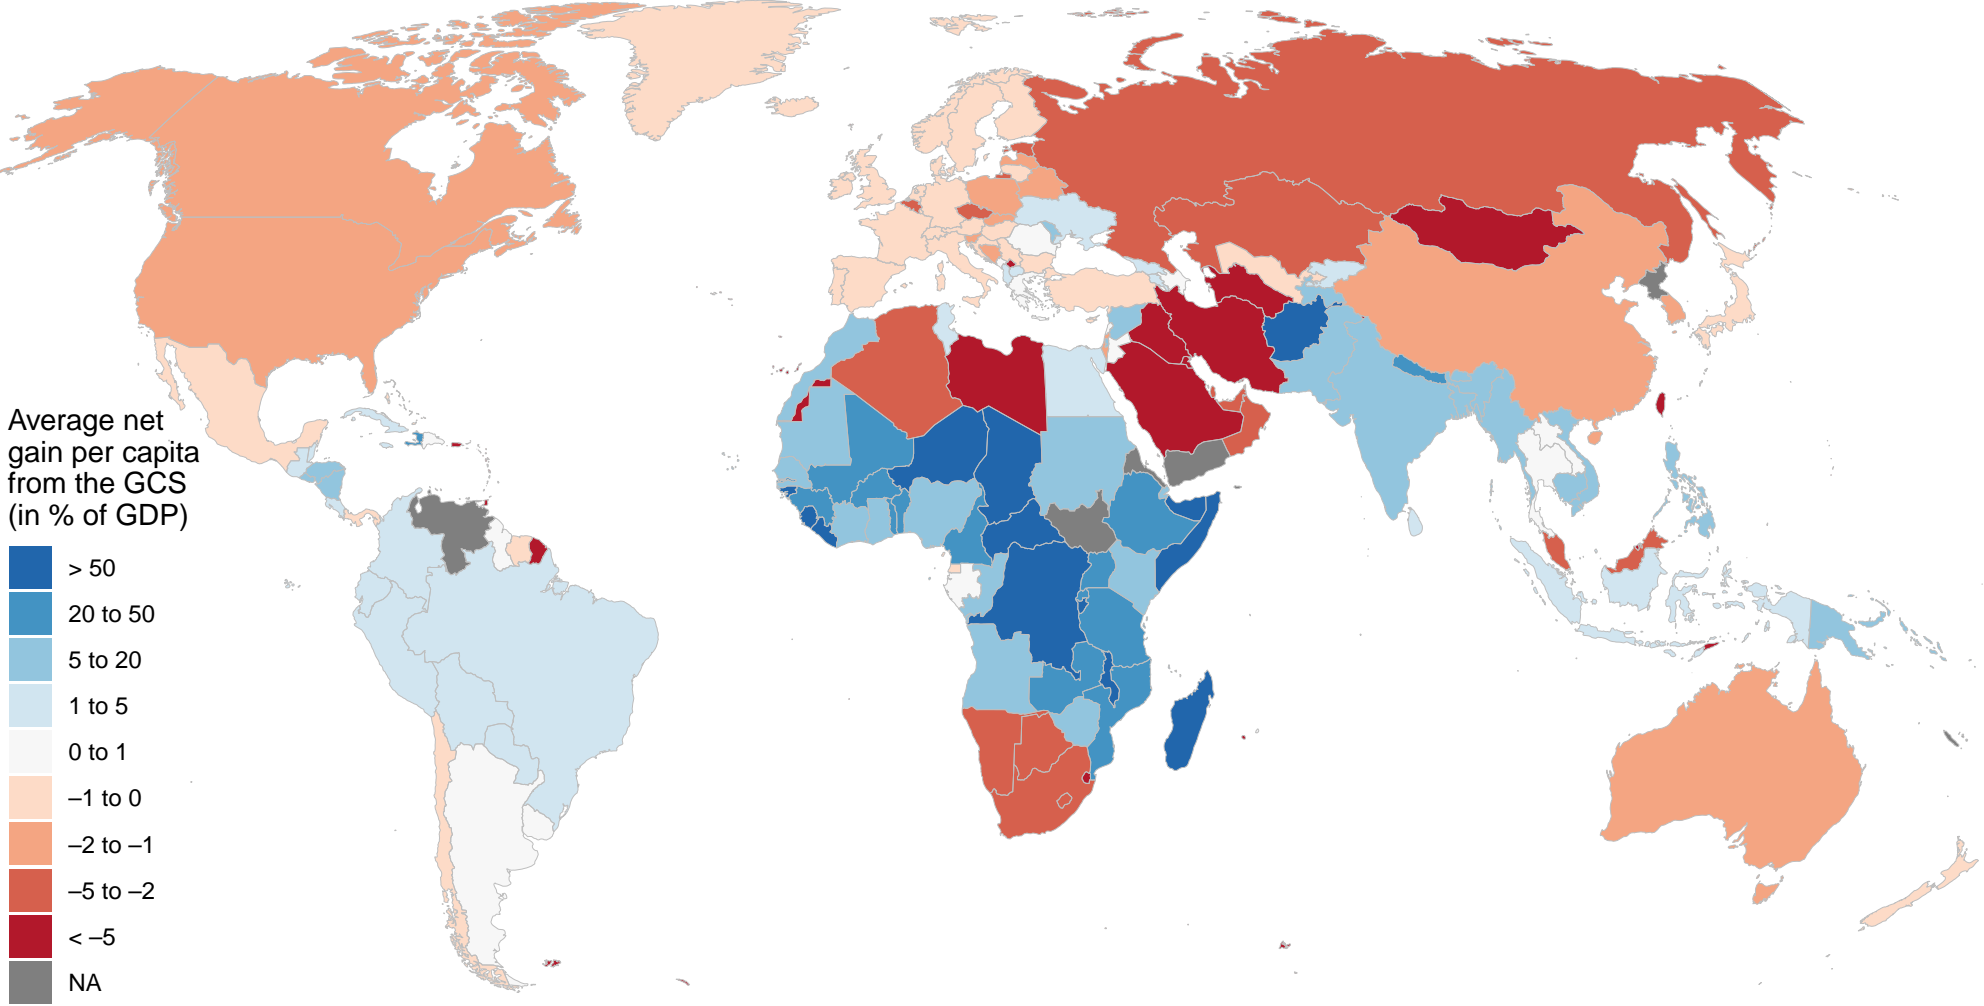 Average net
gain per capita
from the GCS
(in % of GDP)
> 50
20 to 50
5 to 20
1 to 5
0 to 1
–1 to 0
–2 to –1
–5 to –2
< –5
NA